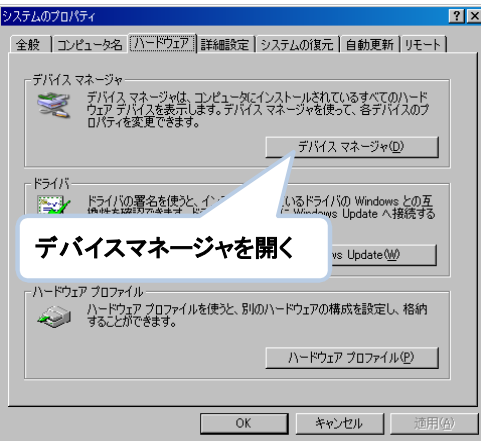 システムのプロパティ
全般 コンピュータ名 ハードウェア 詳細設定 システムの復元 自動更新 リモート
デバイス マネージャ
デバイス マネージャは、コンピュータにインストールされているすべてのハード
ウェア デバイスを表示します。デバイス マネージャを使って、各デバイスのプ
ロパティを変更できます。
デバイス マネージャ(D)
ドライバ
ドライバの署名を使うと、イン いるドライバの Windows との互
Windows Update へ接続する
デバイスマネージャを開く
ws Update(W)
ハードウェア プロファイル
ハードウェア プロファイルを使うと、別のハードウェアの構成を設定し、格納
することができます。
ハードウェア プロファイル(P)
OK キャンセル 適用(A)